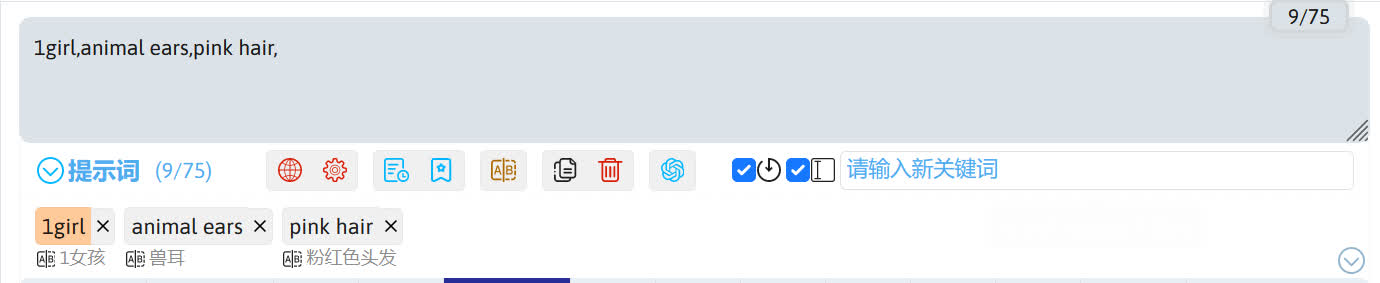 9/75
1girl,animal ears,pink hair,
提示词 (9/75) 请输入新关键词
1girl × animal ears × pink hair ×
1女孩 兽耳 粉红色头发